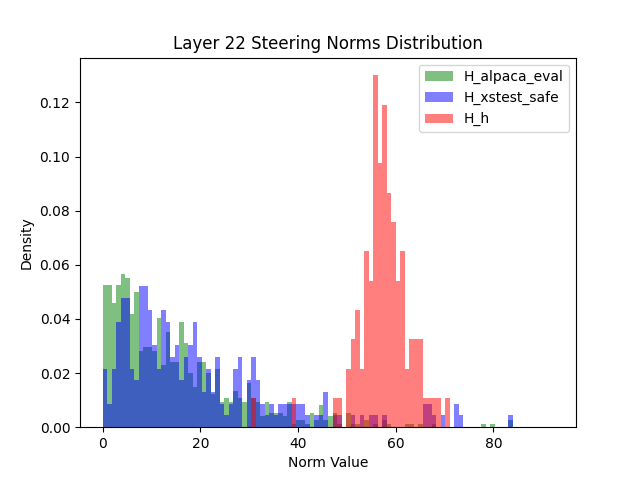 Layer 22 Steering Norms Distribution
H_alpaca_eval
H_xstest_safe
H_h
Density
0.12
0.10
0.08
0.06
0.04
0.02
0.00
0 20 40 60 80
Norm Value